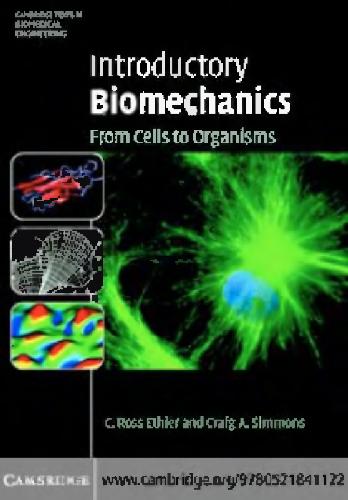 CAMBRIDGE TEXTS IN
BIOMEDICAL
ENGINEERING
Introductory
Biomechanics
From Cells to Organisms
C. Ross Ethier and Craig A. Simmons
CAMBRIDGE
www.cambridge.org/9780521841122